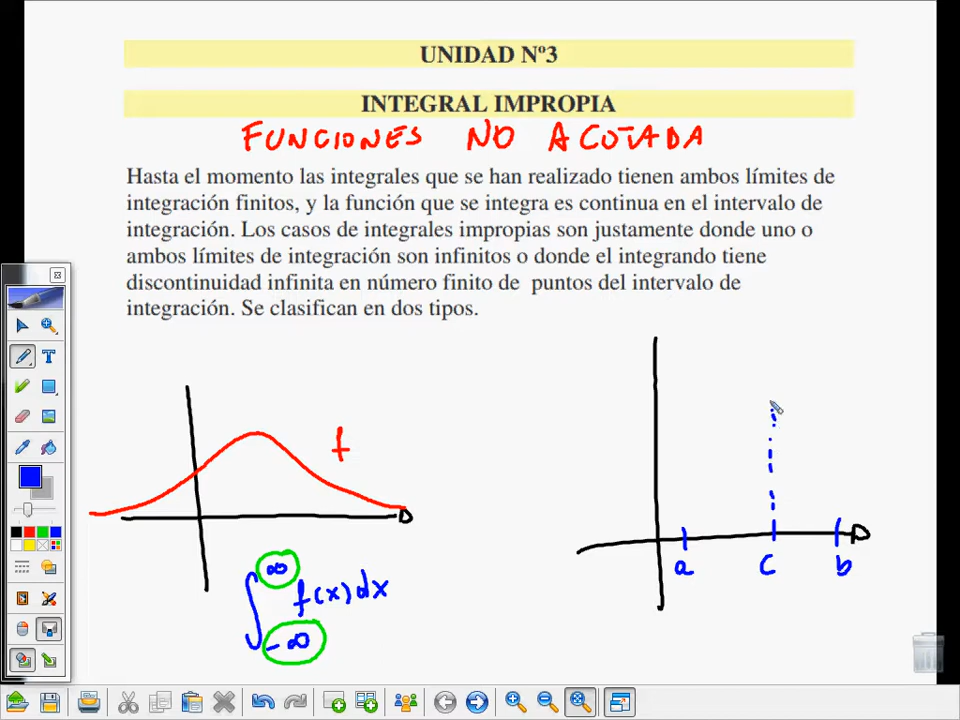 UNIDAD Nº3
INTEGRAL IMPROPIA
FUNCIONES NO ACOTADA
Hasta el momento las integrales que se han realizado tienen ambos límites de
integración finitos, y la función que se integra es continua en el intervalo de
integración. Los casos de integrales impropias son justamente donde uno o
ambos límites de integración son infinitos o donde el integrando tiene
discontinuidad infinita en número finito de puntos del intervalo de
integración. Se clasifican en dos tipos.
f
∞
∫ f(x)dx
-∞
a c b
T